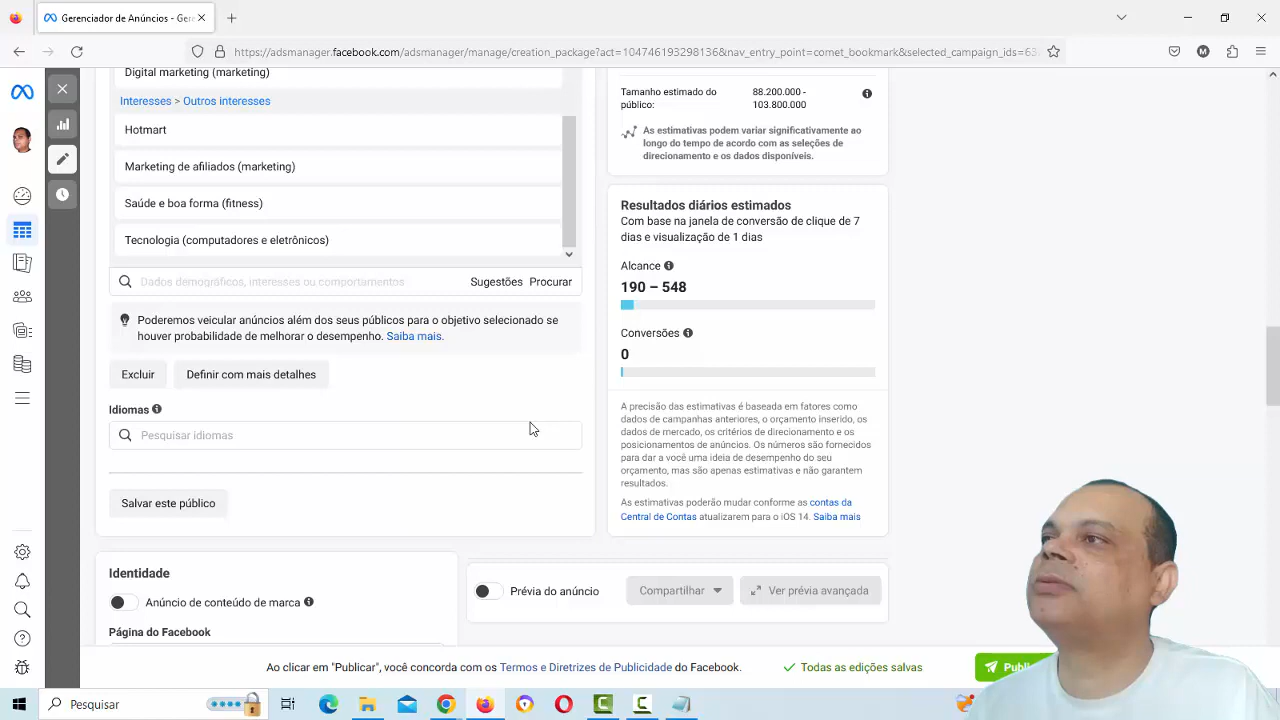 Gerenciador de Anúncios - Gere
https://adsmanager.facebook.com/adsmanager/manage/creation_package?act=104746193298136&nav_entry_point=comet_bookmark&selected_campaign_ids=63
Digital marketing (marketing)
Interesses > Outros interesses
Hotmart
Marketing de afiliados (marketing)
Saúde e boa forma (fitness)
Tecnologia (computadores e eletrônicos)
Dados demográficos, interesses ou comportamentos
Sugestões Procurar
Poderemos veicular anúncios além dos seus públicos para o objetivo selecionado se
houver probabilidade de melhorar o desempenho. Saiba mais.
Excluir
Definir com mais detalhes
Idiomas
Pesquisar idiomas
Salvar este público
Tamanho estimado do
público:
88.200.000 -
103.800.000
As estimativas podem variar significativamente ao
longo do tempo de acordo com as seleções de
direcionamento e os dados disponíveis.
Resultados diários estimados
Com base na janela de conversão de clique de 7
dias e visualização de 1 dias
Alcance
190 – 548
Conversões
0
A precisão das estimativas é baseada em fatores como
dados de campanhas anteriores, o orçamento inserido, os
dados de mercado, os critérios de direcionamento e os
posicionamentos de anúncios. Os números são fornecidos
para dar a você uma ideia de desempenho do seu
orçamento, mas são apenas estimativas e não garantem
resultados.
As estimativas poderão mudar conforme as contas da
Central de Contas atualizarem para o iOS 14. Saiba mais
Identidade
Anúncio de conteúdo de marca
Página do Facebook
Prévia do anúncio
Compartilhar
Ver prévia avançada
Ao clicar em "Publicar", você concorda com os Termos e Diretrizes de Publicidade do Facebook.
Todas as edições salvas
Publi
Pesquisar